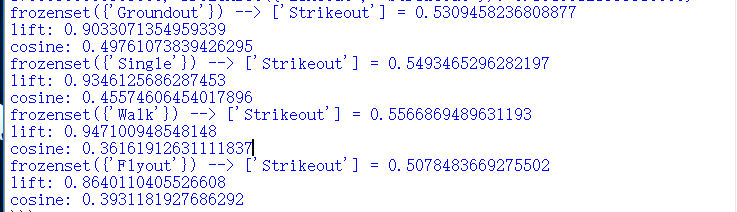 frozenset({'Groundout'}) --> ['Strikeout'] = 0.5309458236808877
lift: 0.9033071354959339
cosine: 0.49761073839426295
frozenset({'Single'}) --> ['Strikeout'] = 0.5493465296282197
lift: 0.9346125686287453
cosine: 0.45574606454017896
frozenset({'Walk'}) --> ['Strikeout'] = 0.5566869489631193
lift: 0.947100948548148
cosine: 0.36161912631111837
frozenset({'Flyout'}) --> ['Strikeout'] = 0.5078483669275502
lift: 0.8640110405526608
cosine: 0.3931181927686292